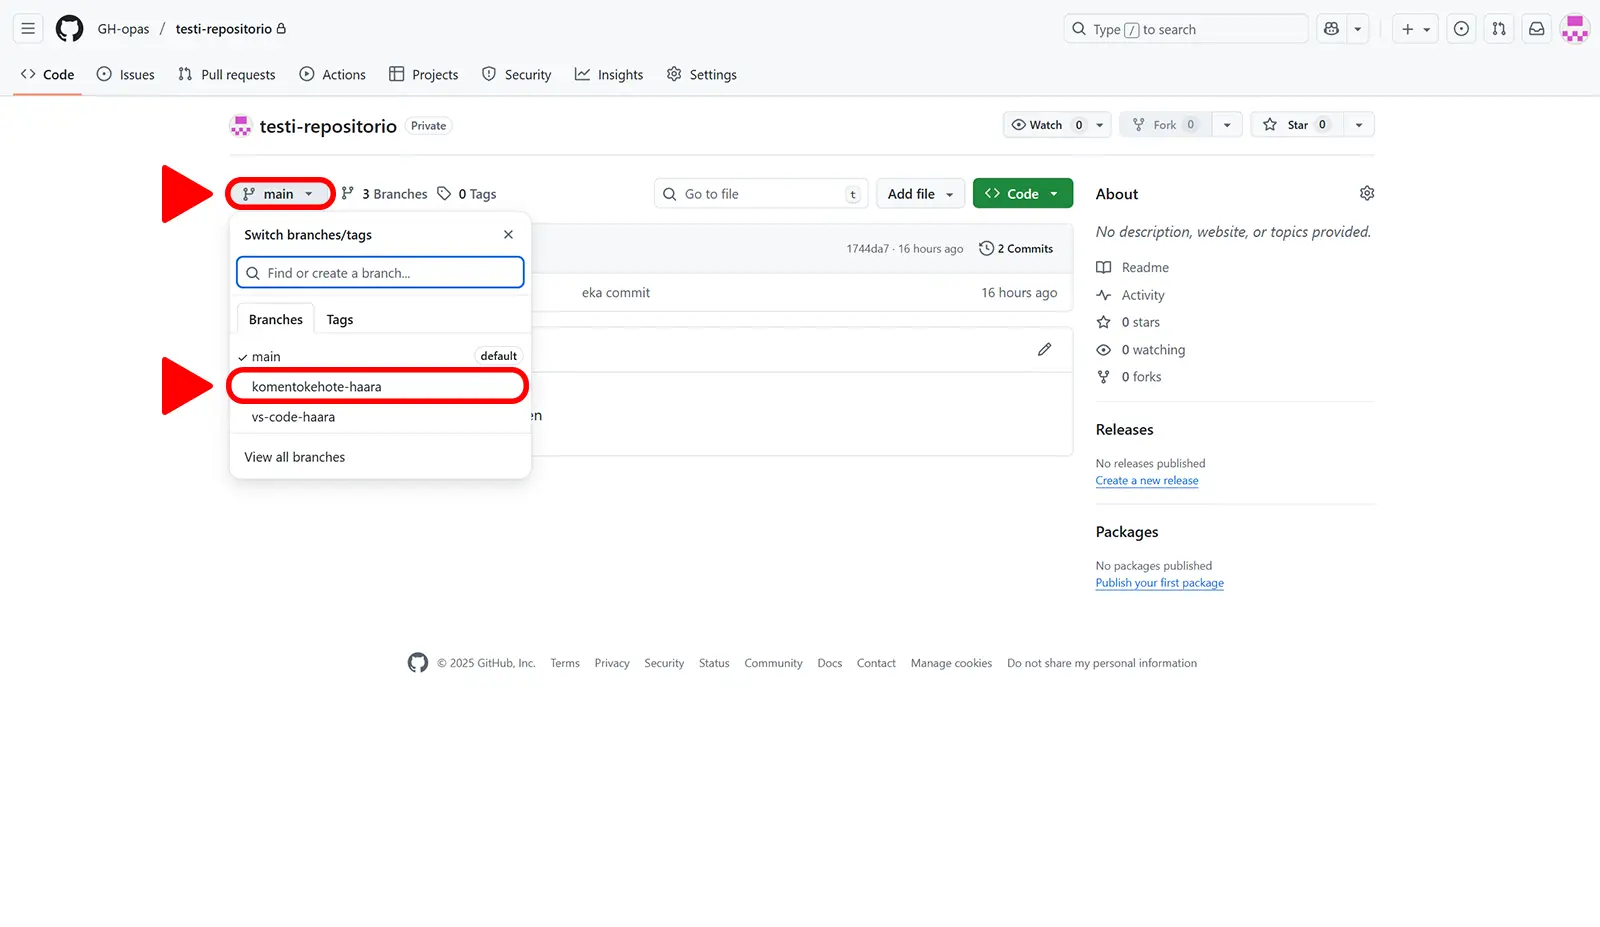 GH-opas / testi-repositorio
Type / to search
Code Issues Pull requests Actions Projects Security Insights Settings
testi-repositorio Private
Watch 0 Fork 0 Star 0
main 3 Branches 0 Tags Go to file t Add file Code
About
Switch branches/tags
No description, website, or topics provided.
1744da7 · 16 hours ago 2 Commits
Find or create a branch...
Readme
eka commit 16 hours ago
Activity
Branches Tags
0 stars
main default
0 watching
komentokehote-haara
0 forks
vs-code-haara
en
Releases
View all branches
No releases published
Create a new release
Packages
No packages published
Publish your first package
© 2025 GitHub, Inc. Terms Privacy Security Status Community Docs Contact Manage cookies Do not share my personal information